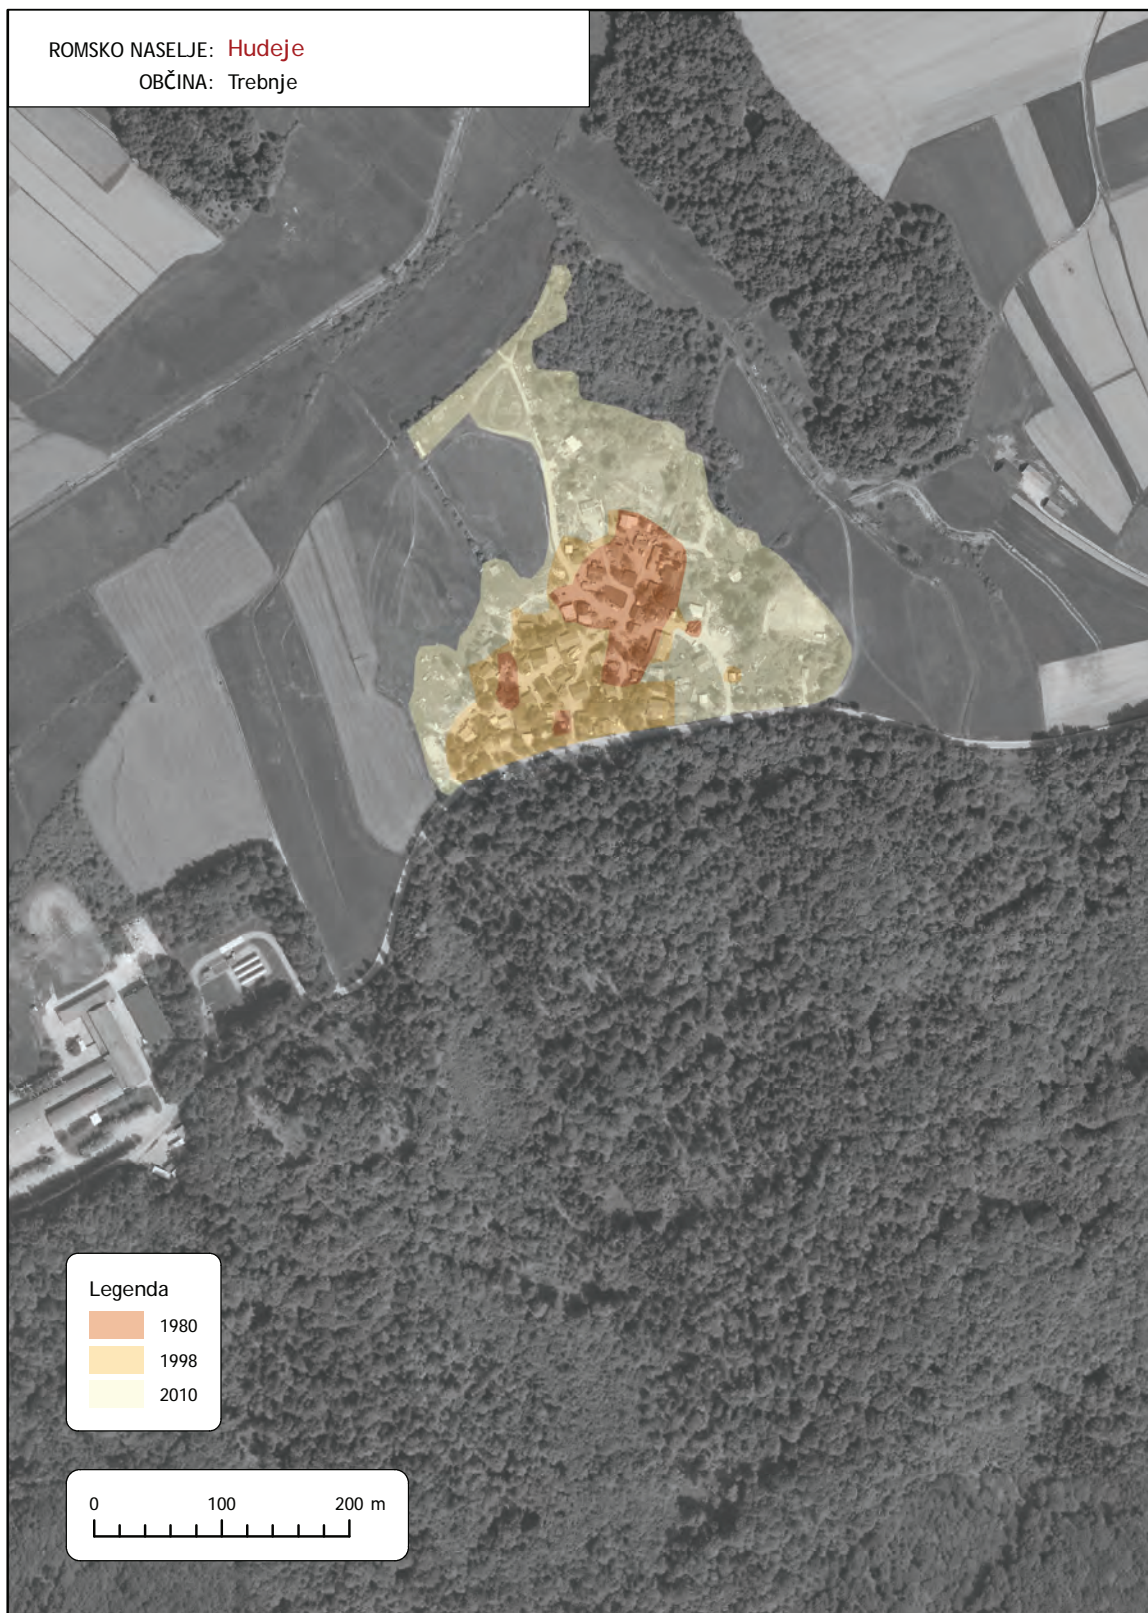 ROMSKO NASELJE: Hudeje
OBČINA: Trebnje
Legenda
1980
1998
2010
0 100 200 m